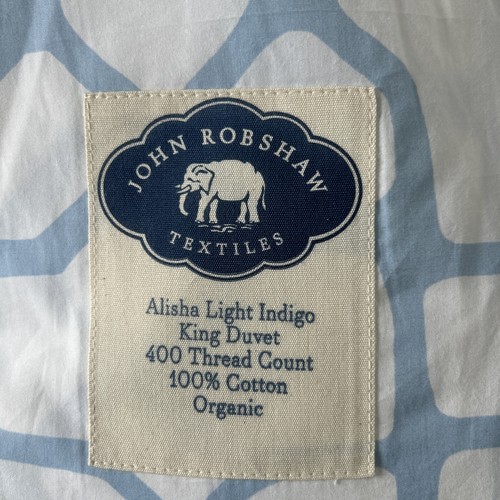 JOHN ROBSHAW
TEXTILES
Alisha Light Indigo
King Duvet
400 Thread Count
100% Cotton
Organic